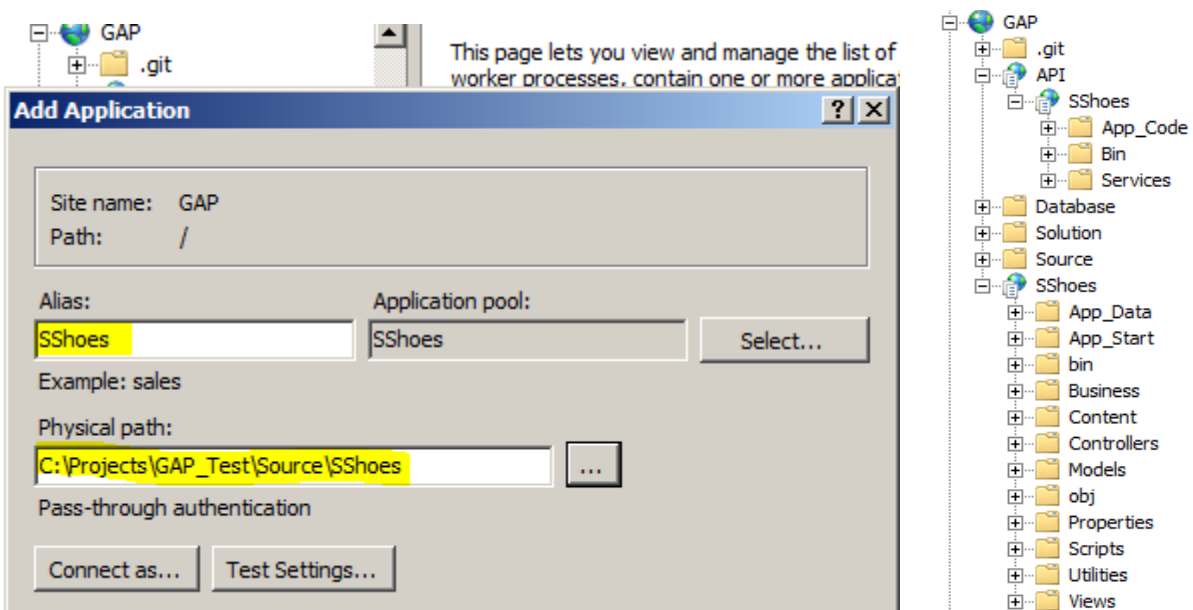 GAP
.git
This page lets you view and manage the list of
worker processes, contain one or more applica
Add Application
Site name: GAP
Path: /
Alias:
Application pool:
SShoes
SShoes
Select...
Example: sales
Physical path:
C:\Projects\GAP_Test\Source\SShoes
...
Pass-through authentication
Connect as...
Test Settings...
GAP
.git
API
SShoes
App_Code
Bin
Services
Database
Solution
Source
SShoes
App_Data
App_Start
bin
Business
Content
Controllers
Models
obj
Properties
Scripts
Utilities
Views